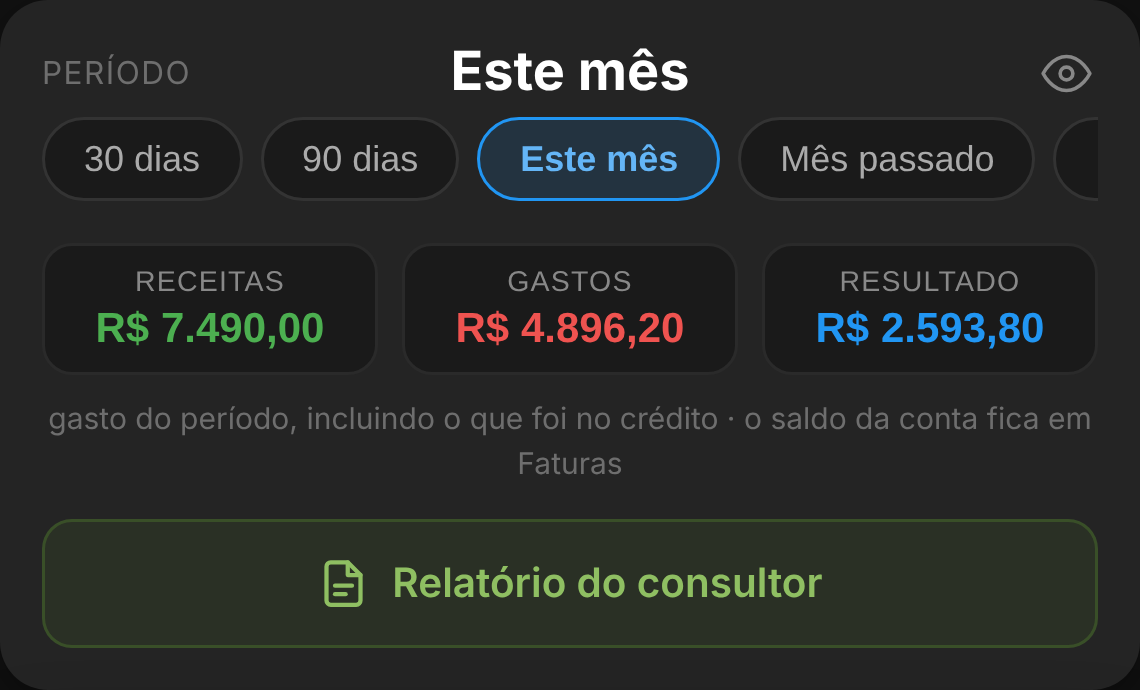 PERÍODO
Este mês
30 dias
90 dias
Este mês
Mês passado
RECEITAS
R$ 7.490,00
GASTOS
R$ 4.896,20
RESULTADO
R$ 2.593,80
gasto do período, incluindo o que foi no crédito · o saldo da conta fica em
Faturas
Relatório do consultor